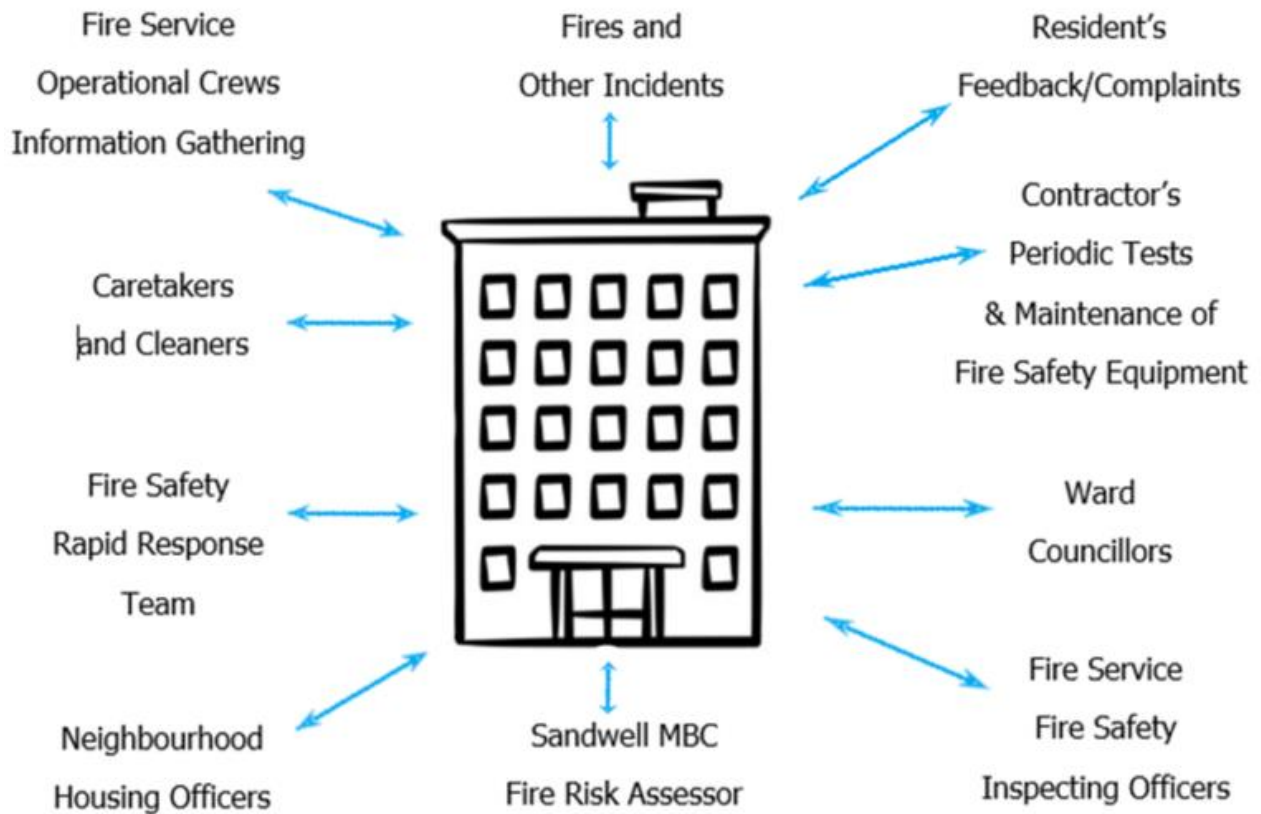 Fire Service
Operational Crews
Information Gathering
Fires and
Other Incidents
Resident’s
Feedback/Complaints
Contractor’s
Periodic Tests
& Maintenance of
Fire Safety Equipment
Caretakers
and Cleaners
Fire Safety
Rapid Response
Team
Ward
Councillors
Neighbourhood
Housing Officers
Sandwell MBC
Fire Risk Assessor
Fire Service
Fire Safety
Inspecting Officers